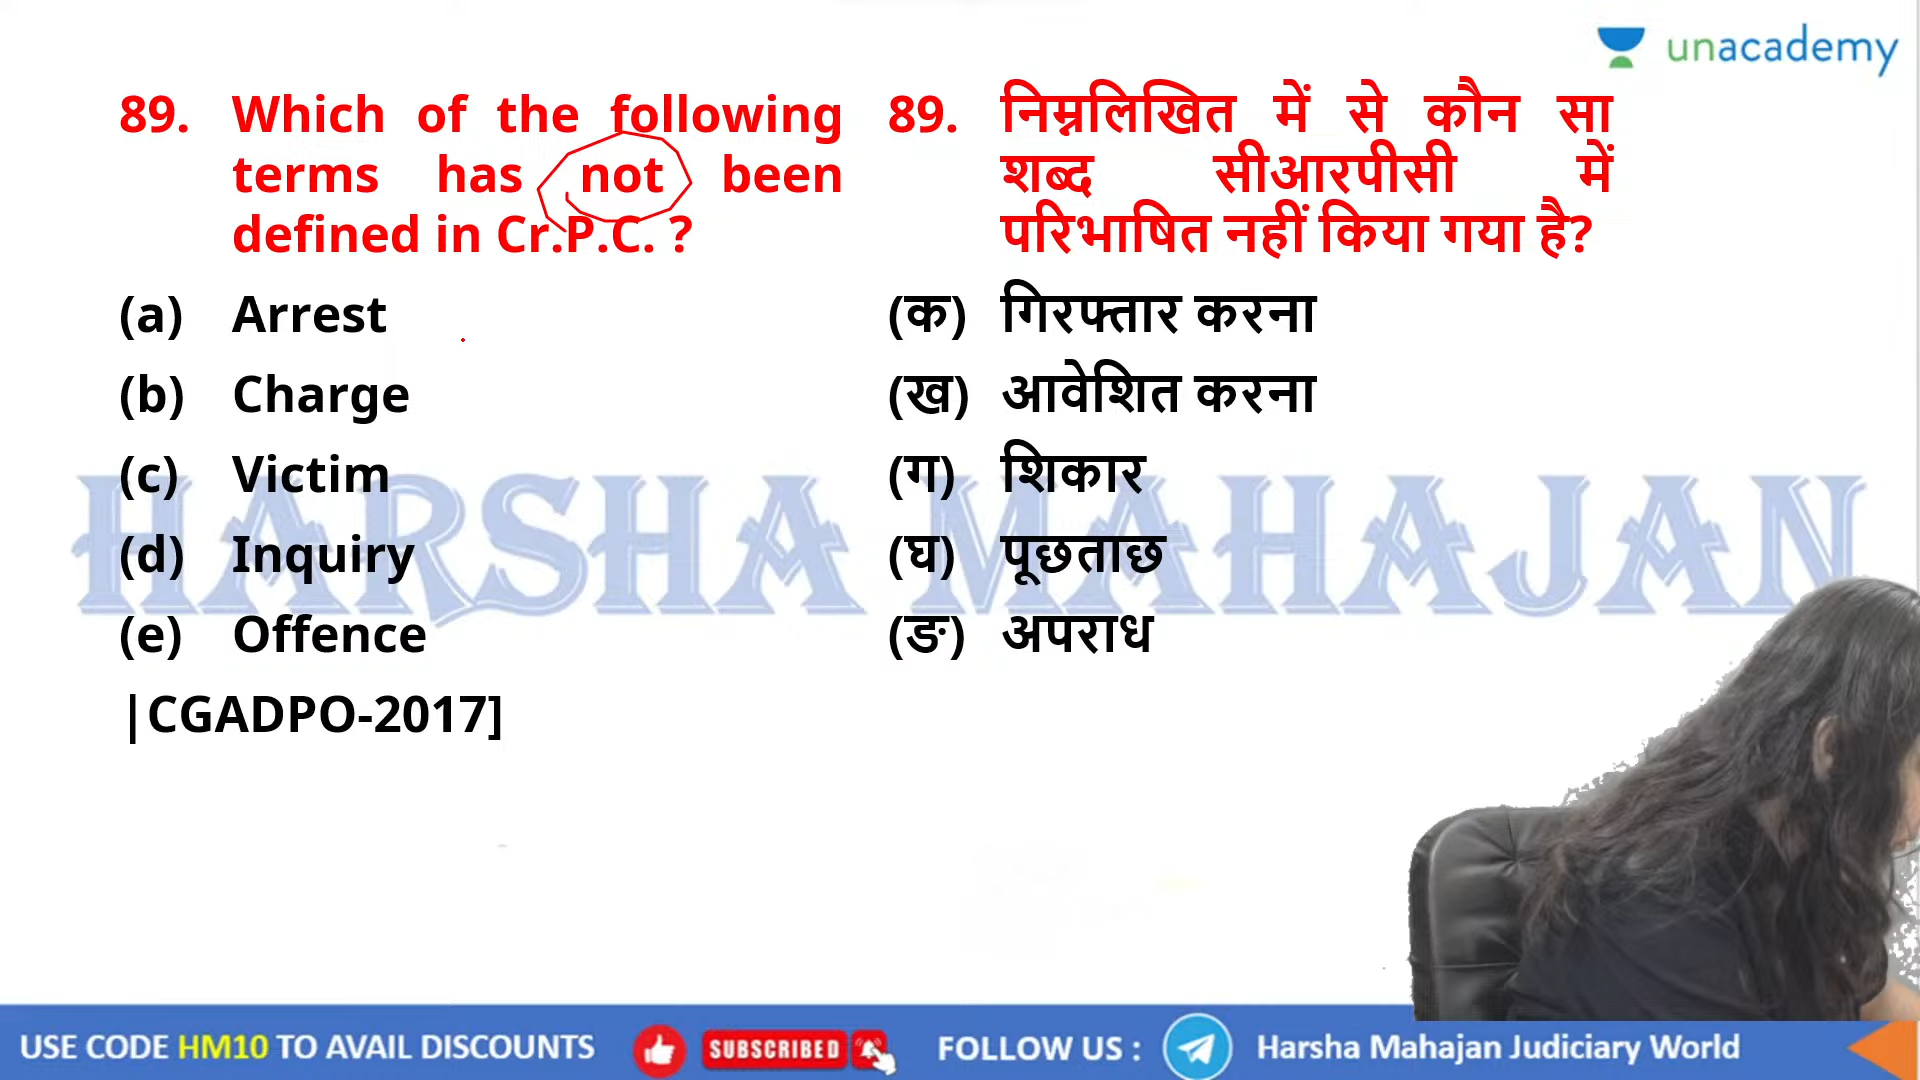 unacademy
89. Which of the following
terms has not been
defined in Cr.P.C. ?
(a) Arrest
(b) Charge
(c) Victim
(d) Inquiry
(e) Offence
|CGADPO-2017]
89. निम्नलिखित में से कौन सा
शब्द सीआरपीसी में
परिभाषित नहीं किया गया है?
(क) गिरफ्तार करना
(ख) आवेशित करना
(ग) शिकार
(घ) पूछताछ
(ङ) अपराध
HARSHA MAHAJAN
USE CODE HM10 TO AVAIL DISCOUNTS
SUBSCRIBED
FOLLOW US :
Harsha Mahajan Judiciary World